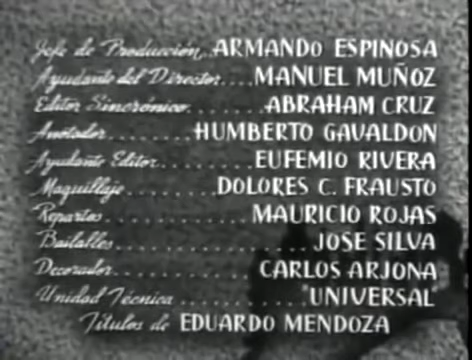 Jefe de Producción..ARMANDO ESPINOSA
Ayudante del Director....MANUEL MUÑOZ
Editor Sincrónico........ABRAHAM CRUZ
Anotador........HUMBERTO GAVALDON
Ayudante Editor..........EUFEMIO RIVERA
Maquillaje.........DOLORES C. FRAUSTO
Repartos............MAURICIO ROJAS
Bailables.................JOSE SILVA
Decorador.............CARLOS ARJONA
Unidad Técnica..........."UNIVERSAL"
Títulos de EDUARDO MENDOZA